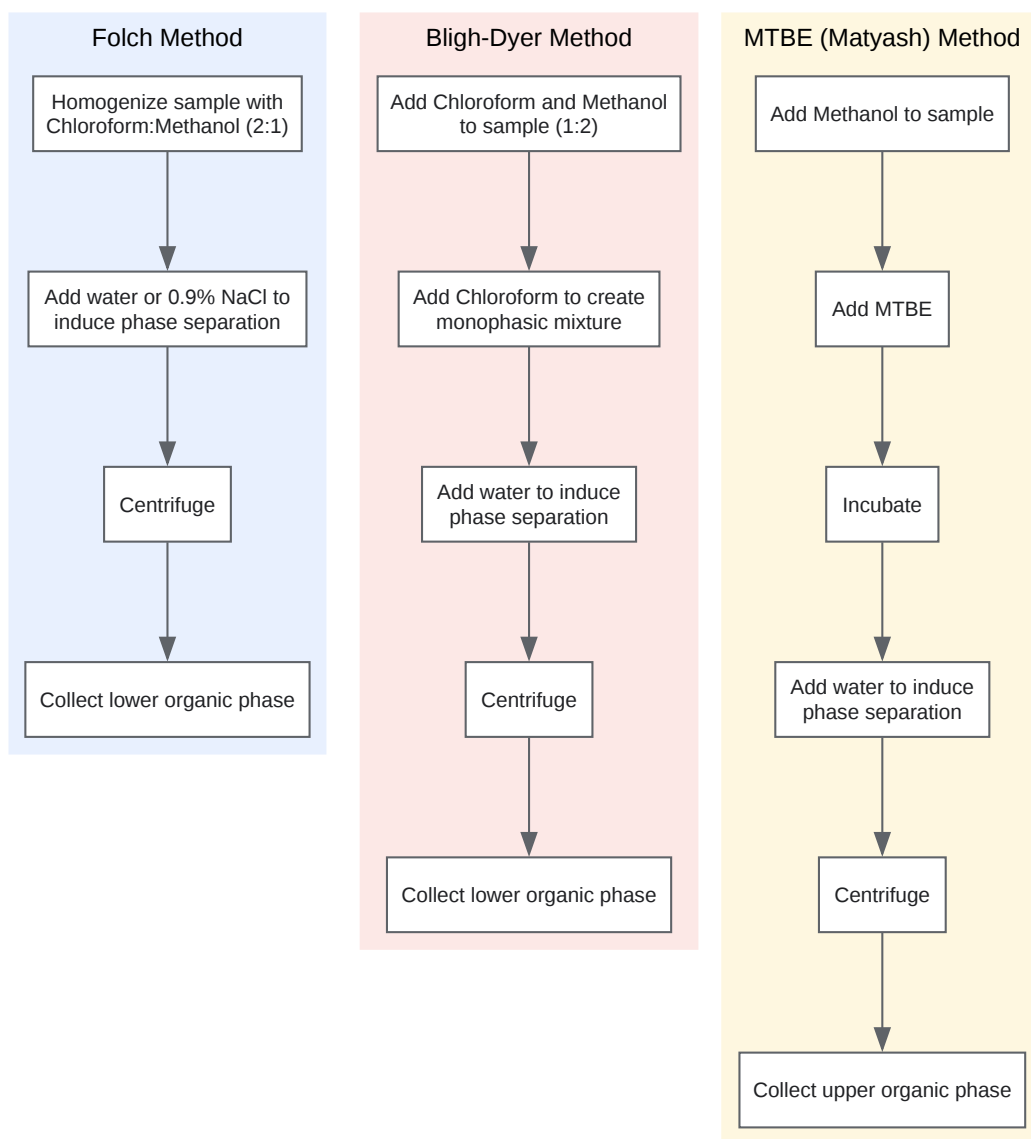 Folch Method
Homogenize sample with
Chloroform:Methanol (2:1)
Add water or 0.9% NaCl to
induce phase separation
Centrifuge
Collect lower organic phase
Bligh-Dyer Method
Add Chloroform and Methanol
to sample (1:2)
Add Chloroform to create
monophasic mixture
Add water to induce
phase separation
Centrifuge
Collect lower organic phase
MTBE (Matyash) Method
Add Methanol to sample
Add MTBE
Incubate
Add water to induce
phase separation
Centrifuge
Collect upper organic phase